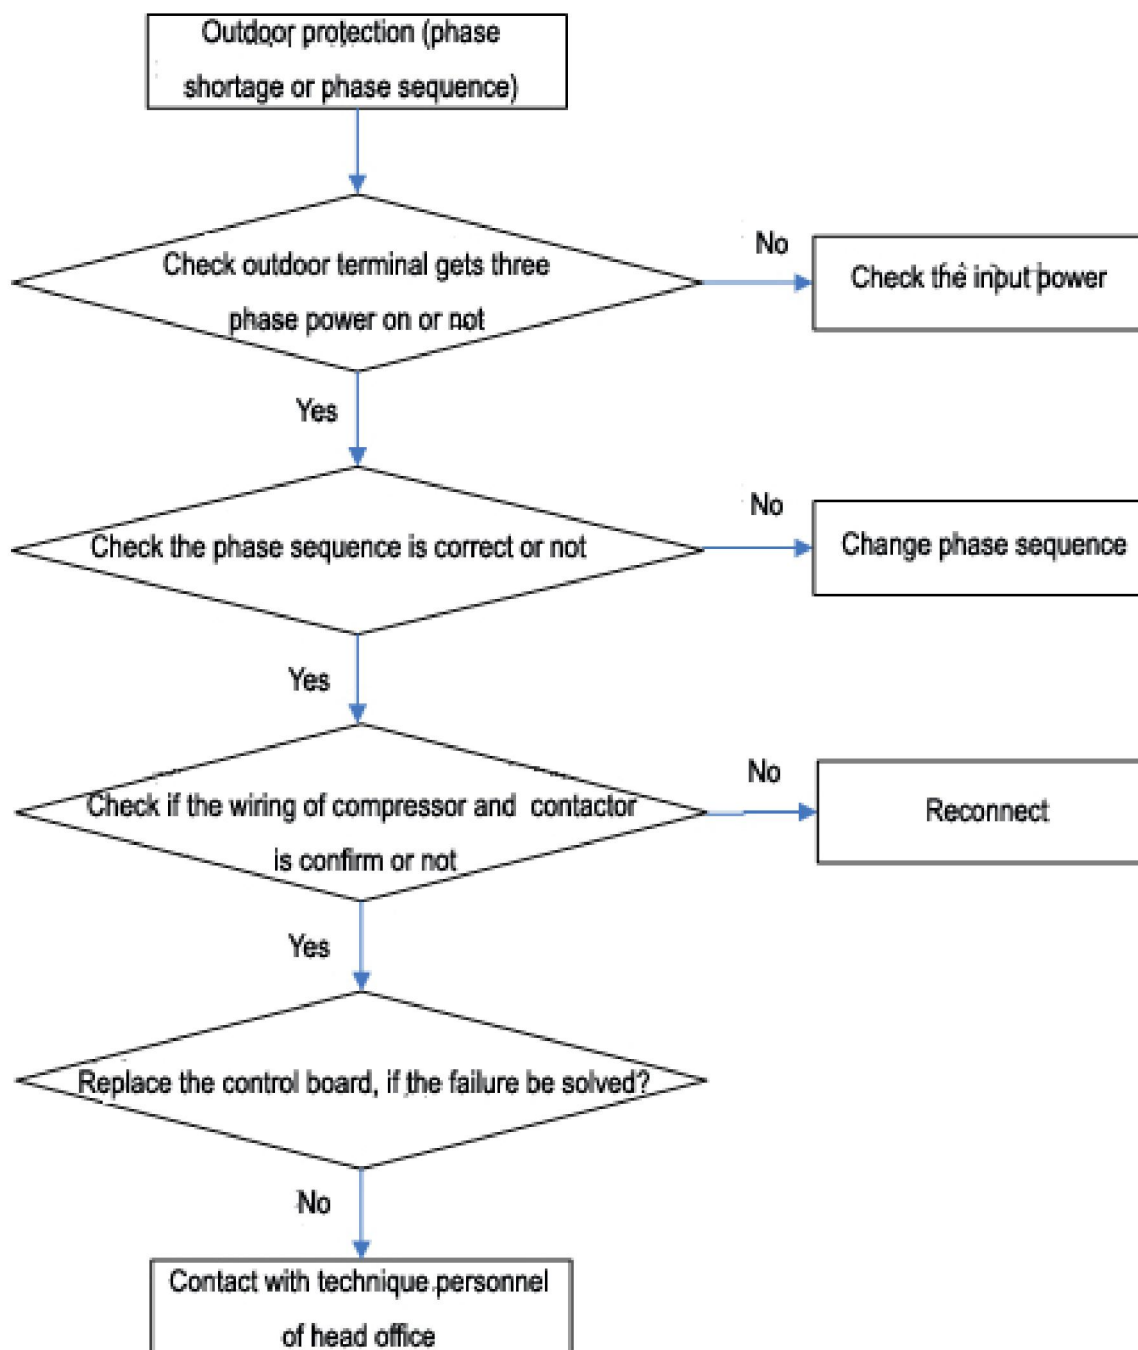 Outdoor protection (phase
shortage or phase sequence)
Check outdoor terminal gets three
phase power on or not
No
Check the input power
Yes
Check the phase sequence is correct or not
No
Change phase sequence
Yes
Check if the wiring of compressor and contactor
is confirm or not
No
Reconnect
Yes
Replace the control board, if the failure be solved?
No
Contact with technique personnel
of head office